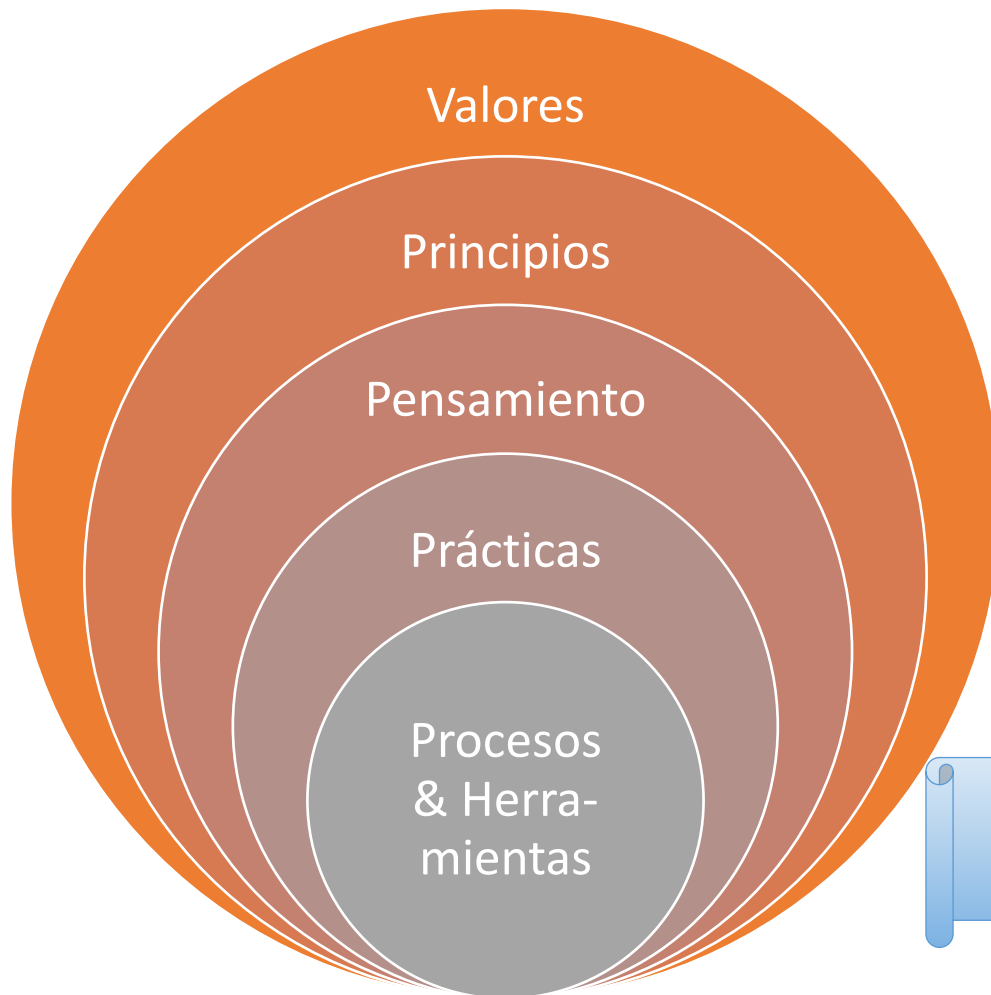 Valores
Principios
Pensamiento
Prácticas
Procesos
& Herra-
mientas